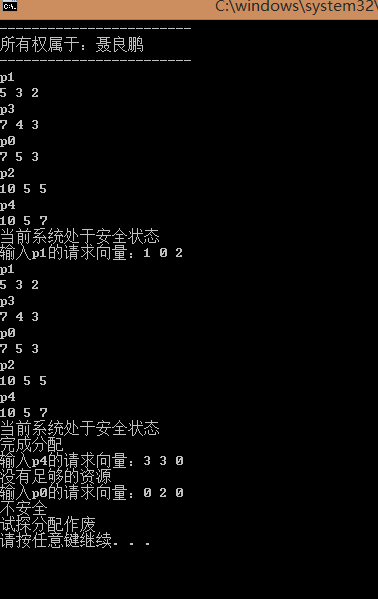 C:\windows\system32\
------------------------
所有权属于：聂良鹏
------------------------
p1
5 3 2
p3
7 4 3
p0
7 5 3
p2
10 5 5
p4
10 5 7
当前系统处于安全状态
输入p1的请求向量：1 0 2
p1
5 3 2
p3
7 4 3
p0
7 5 3
p2
10 5 5
p4
10 5 7
当前系统处于安全状态
完成分配
输入p4的请求向量：3 3 0
没有足够的资源
输入p0的请求向量：0 2 0
不安全
试探分配作废
请按任意键继续. . .